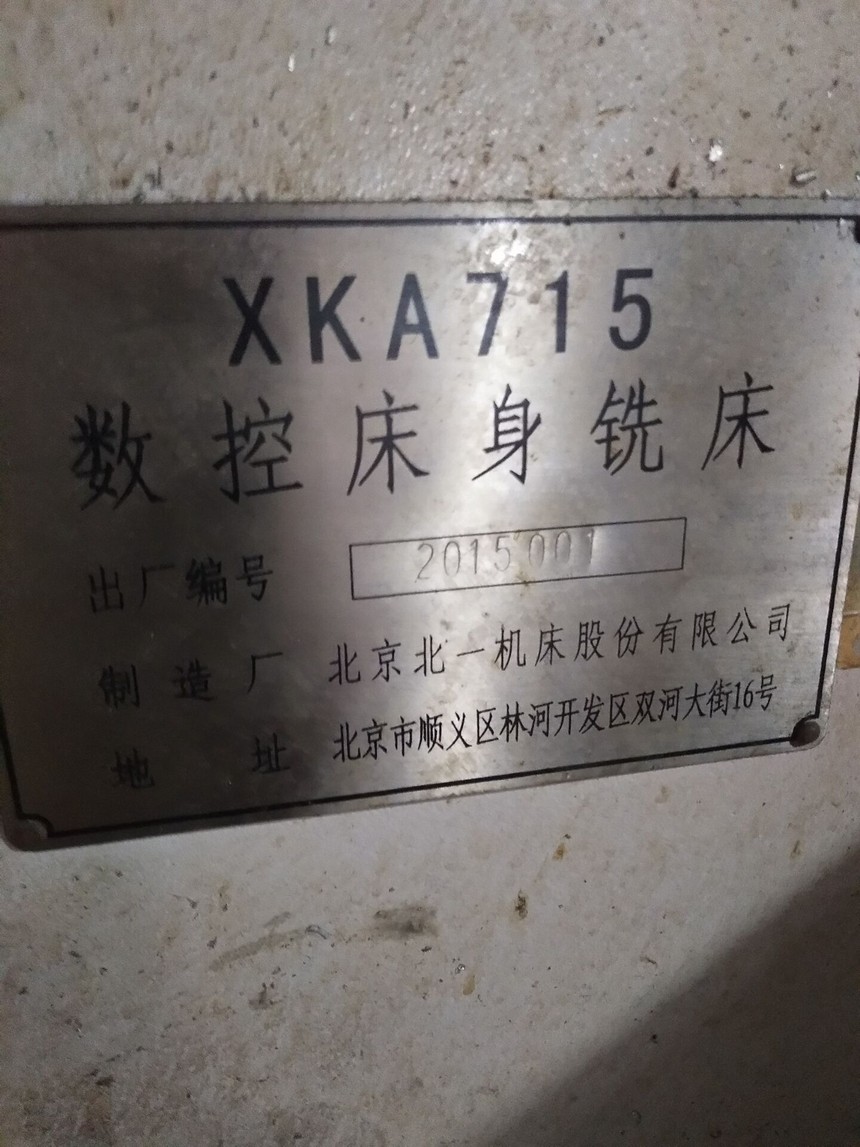 XKA715
数控床身铣床
出厂编号 2015001
制造厂 北京北一机床股份有限公司
地址 北京市顺义区林河开发区双河大街16号